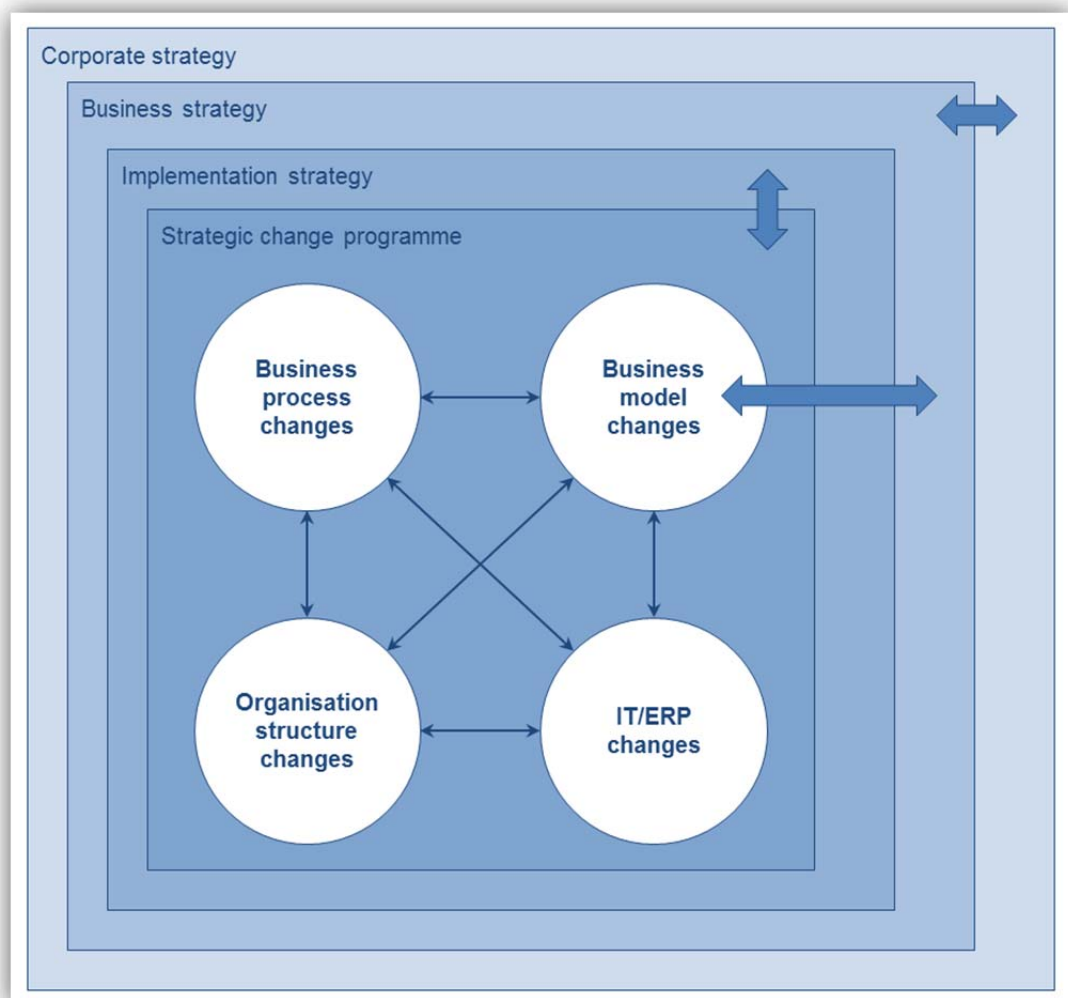 Corporate strategy
Business strategy
Implementation strategy
Strategic change programme
Business
process
changes
Business
model
changes
Organisation
structure
changes
IT/ERP
changes